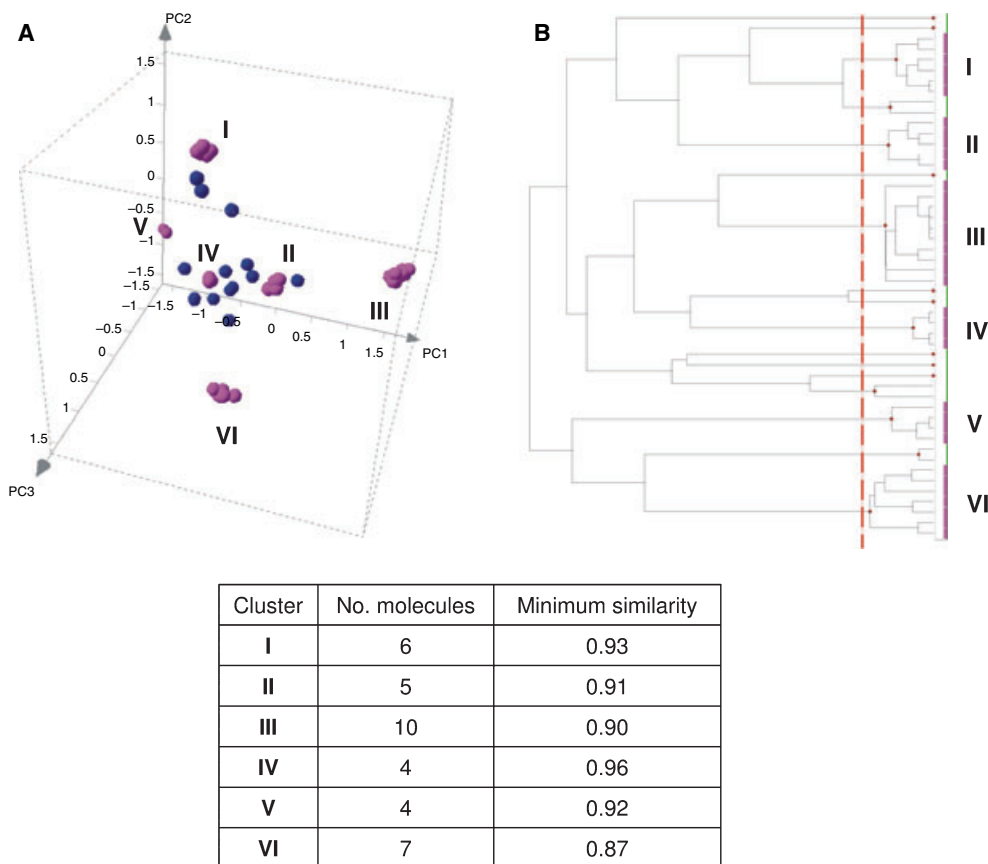 A
PC2
1.5
1
0.5
0
−0.5
−1
−1.5
−1.5
−1
−0.5
0
0.5
1
1.5
PC3
−1.5
−1
−0.5
0
0.5
1
1.5
PC1
I
V
IV
II
III
VI
B
I
II
III
IV
V
VI
Cluster No. molecules Minimum similarity
I 6 0.93
II 5 0.91
III 10 0.90
IV 4 0.96
V 4 0.92
VI 7 0.87